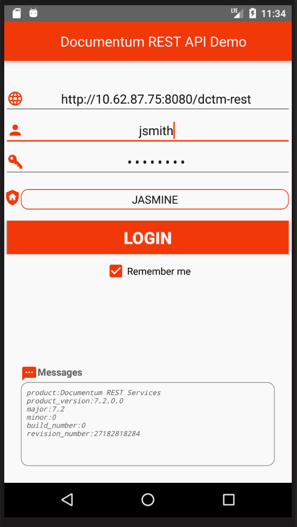 11:34
Documentum REST API Demo
http://10.62.87.75:8080/dctm-rest
jsmith
••••••••
JASMINE
LOGIN
Remember me
Messages
product:Documentum REST Services
product_version:7.2.0.0
major:7.2
minor:0
build_number:0
revision_number:27182818284